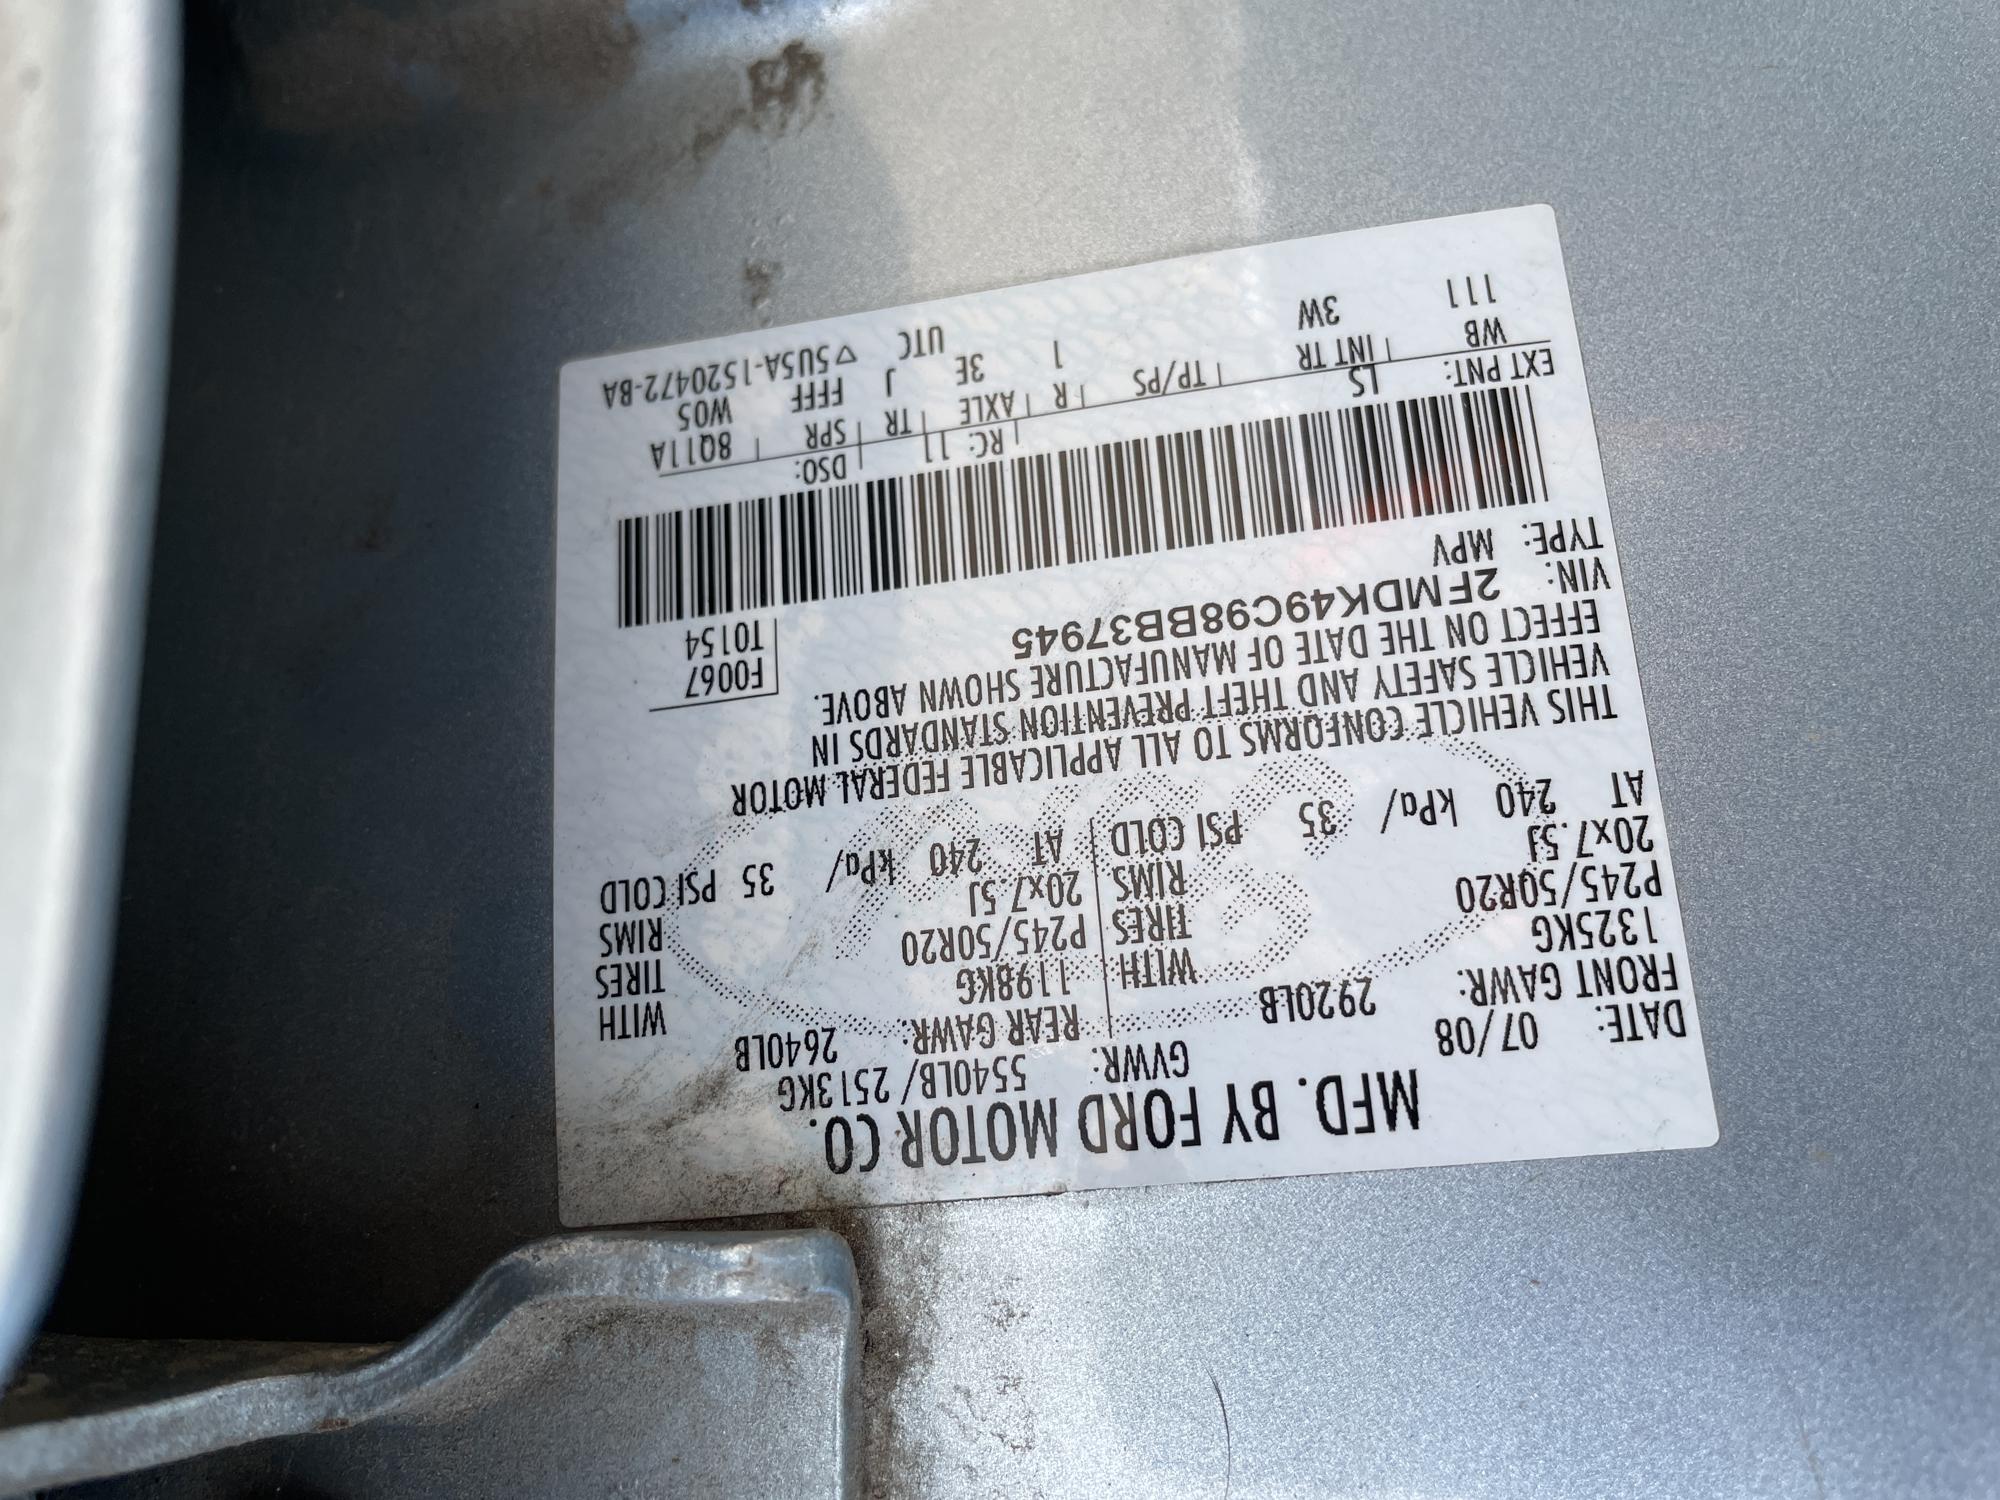 MFD. BY FORD MOTOR CO.
DATE: 07/08 GVWR: 5540LB/ 2513KG
FRONT GAWR: 2920LB REAR GAWR: 2640LB
1325KG WITH 1198KG WITH
P245/50R20 TIRES P245/50R20 TIRES
20x7.5J RIMS 20x7.5J RIMS
AT 240 kPa/ 35 PSI COLD AT 240 kPa/ 35 PSI COLD
THIS VEHICLE CONFORMS TO ALL APPLICABLE FEDERAL MOTOR
VEHICLE SAFETY AND THEFT PREVENTION STANDARDS IN
EFFECT ON THE DATE OF MANUFACTURE SHOWN ABOVE.
VIN: 2FMDK49C98BB37945 F0067
TYPE: MPV T0154
EXT PNT: LS RC: 11 DSO:
WB INT TR TP/PS R AXLE TR SPR 8Q11A
111 3W 1 3E J FFFF W05
UTC ▽5U5A-1520472-BA